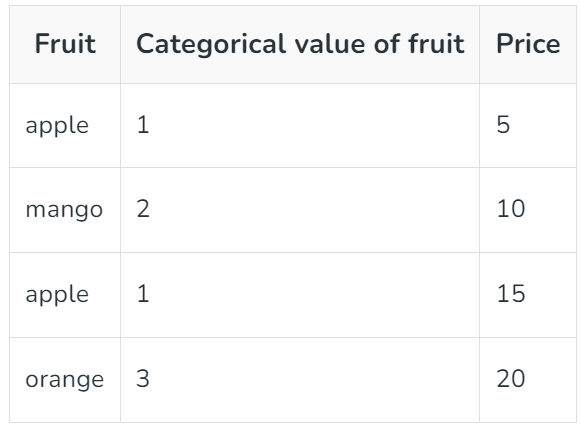 Fruit Categorical value of fruit Price
apple 1 5
mango 2 10
apple 1 15
orange 3 20